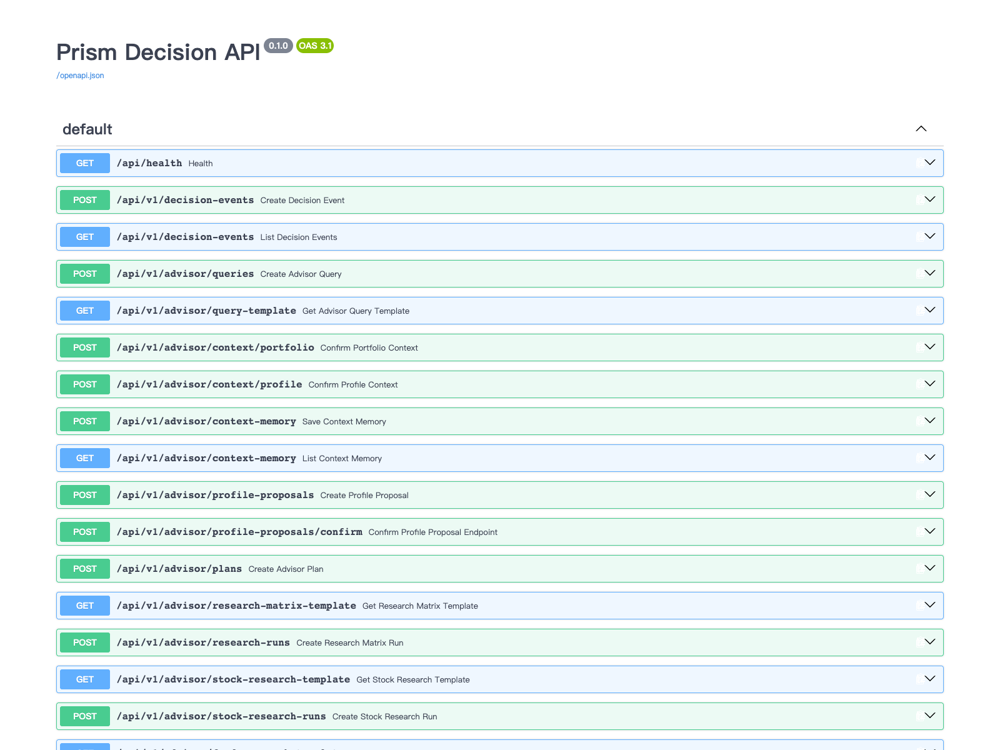 Prism Decision API 0.1.0 OAS 3.1
/openapi.json
default
GET /api/health Health
POST /api/v1/decision-events Create Decision Event
GET /api/v1/decision-events List Decision Events
POST /api/v1/advisor/queries Create Advisor Query
GET /api/v1/advisor/query-template Get Advisor Query Template
POST /api/v1/advisor/context/portfolio Confirm Portfolio Context
POST /api/v1/advisor/context/profile Confirm Profile Context
POST /api/v1/advisor/context-memory Save Context Memory
GET /api/v1/advisor/context-memory List Context Memory
POST /api/v1/advisor/profile-proposals Create Profile Proposal
POST /api/v1/advisor/profile-proposals/confirm Confirm Profile Proposal Endpoint
POST /api/v1/advisor/plans Create Advisor Plan
GET /api/v1/advisor/research-matrix-template Get Research Matrix Template
POST /api/v1/advisor/research-runs Create Research Matrix Run
GET /api/v1/advisor/stock-research-template Get Stock Research Template
POST /api/v1/advisor/stock-research-runs Create Stock Research Run